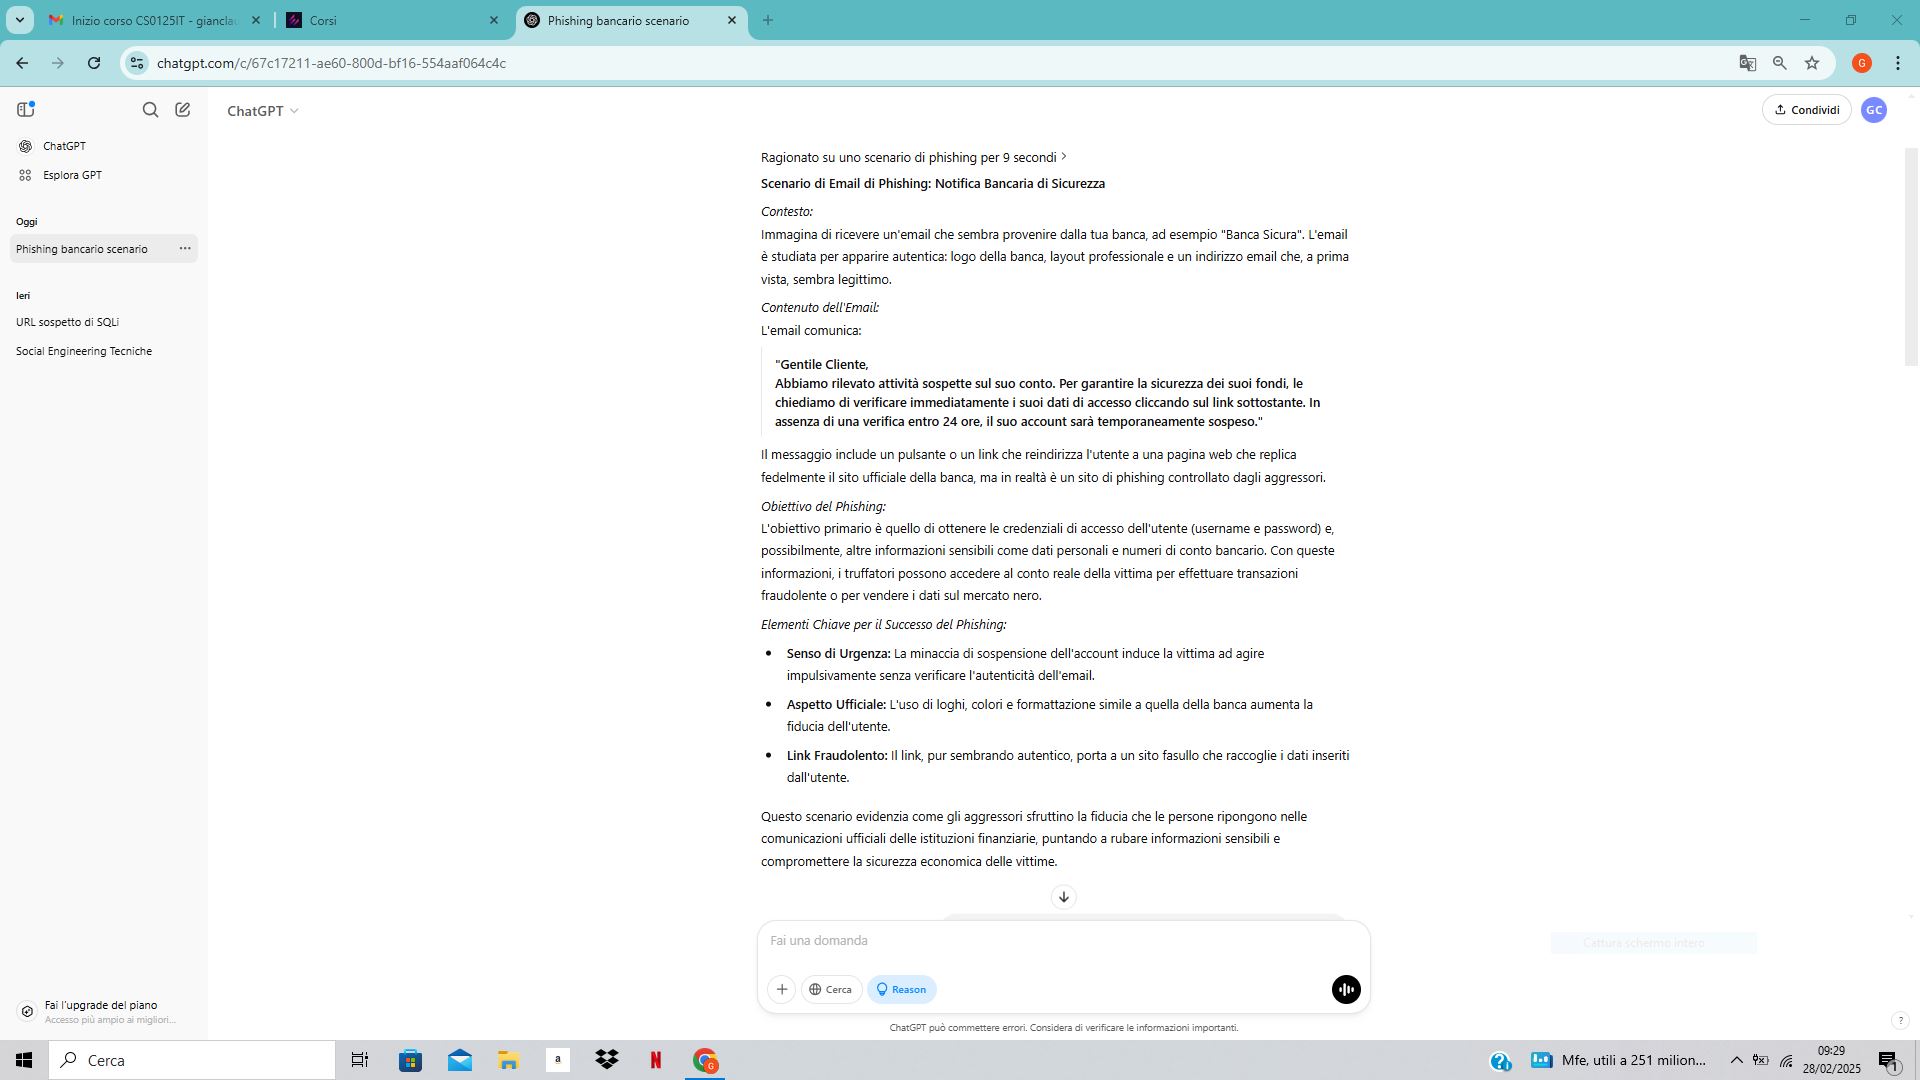 Inizio corso CS0125IT - gianclau
Corsi
Phishing bancario scenario
chatgpt.com/c/67c17211-ae60-800d-bf16-554aaf064c4c
G
ChatGPT
Condividi
GC
ChatGPT
Esplora GPT
Oggi
Phishing bancario scenario
Ieri
URL sospetto di SQLi
Social Engineering Tecniche
Ragionato su uno scenario di phishing per 9 secondi
Scenario di Email di Phishing: Notifica Bancaria di Sicurezza
Contesto:
Immagina di ricevere un'email che sembra provenire dalla tua banca, ad esempio "Banca Sicura". L'email
è studiata per apparire autentica: logo della banca, layout professionale e un indirizzo email che, a prima
vista, sembra legittimo.
Contenuto dell'Email:
L'email comunica:
"Gentile Cliente,
Abbiamo rilevato attività sospette sul suo conto. Per garantire la sicurezza dei suoi fondi, le
chiediamo di verificare immediatamente i suoi dati di accesso cliccando sul link sottostante. In
assenza di una verifica entro 24 ore, il suo account sarà temporaneamente sospeso."
Il messaggio include un pulsante o un link che reindirizza l'utente a una pagina web che replica
fedelmente il sito ufficiale della banca, ma in realtà è un sito di phishing controllato dagli aggressori.
Obiettivo del Phishing:
L'obiettivo primario è quello di ottenere le credenziali di accesso dell'utente (username e password) e,
possibilmente, altre informazioni sensibili come dati personali e numeri di conto bancario. Con queste
informazioni, i truffatori possono accedere al conto reale della vittima per effettuare transazioni
fraudolente o per vendere i dati sul mercato nero.
Elementi Chiave per il Successo del Phishing:
Senso di Urgenza: La minaccia di sospensione dell'account induce la vittima ad agire
impulsivamente senza verificare l'autenticità dell'email.
Aspetto Ufficiale: L'uso di loghi, colori e formattazione simile a quella della banca aumenta la
fiducia dell'utente.
Link Fraudolento: Il link, pur sembrando autentico, porta a un sito fasullo che raccoglie i dati inseriti
dall'utente.
Questo scenario evidenzia come gli aggressori sfruttino la fiducia che le persone ripongono nelle
comunicazioni ufficiali delle istituzioni finanziarie, puntando a rubare informazioni sensibili e
compromettere la sicurezza economica delle vittime.
Fai una domanda
Cattura schermo intero
Cerca
Reason
Fai l'upgrade del piano
Accesso più ampio ai migliori...
ChatGPT può commettere errori. Considera di verificare le informazioni importanti.
?
Cerca
a
N
G
Mfe, utili a 251 milion...
09:29
28/02/2025
1